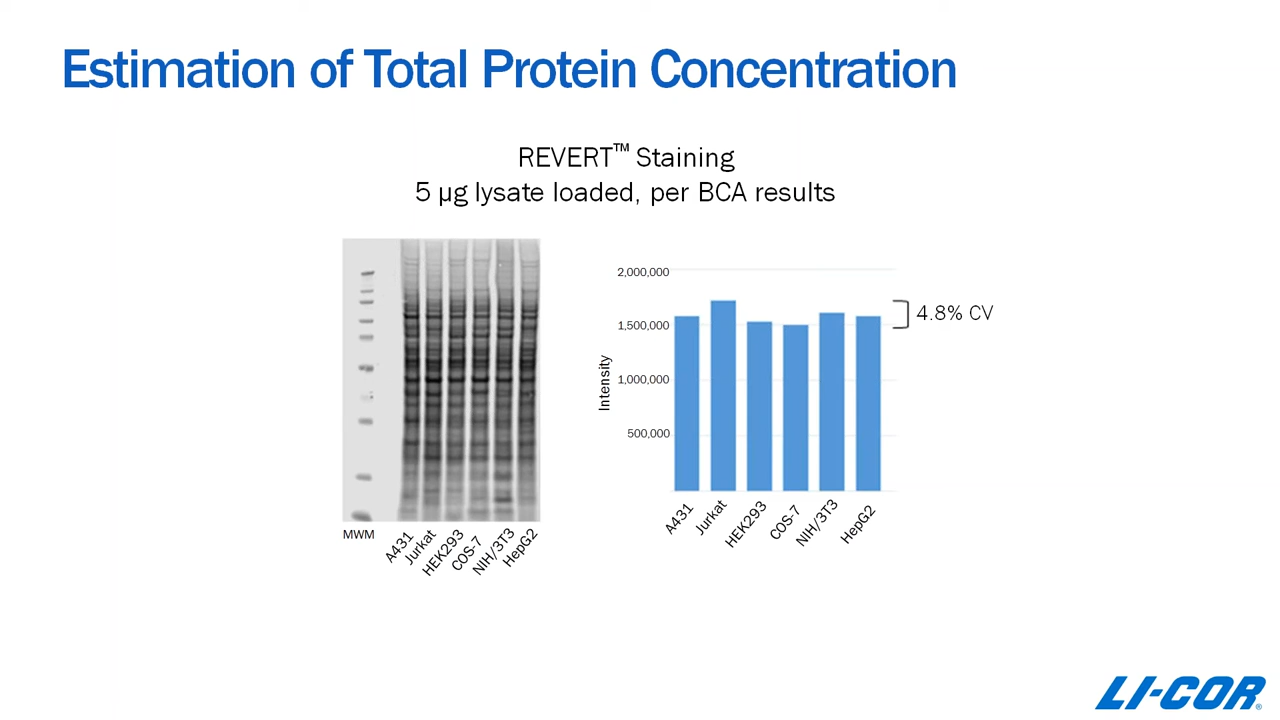 Estimation of Total Protein Concentration
REVERT™ Staining
5 µg lysate loaded, per BCA results
MWM
A431
Jurkat
HEK293
COS-7
NIH/3T3
HepG2
Intensity
2,000,000
1,500,000
1,000,000
500,000
A431
Jurkat
HEK293
COS-7
NIH/3T3
HepG2
4.8% CV
LI-COR®